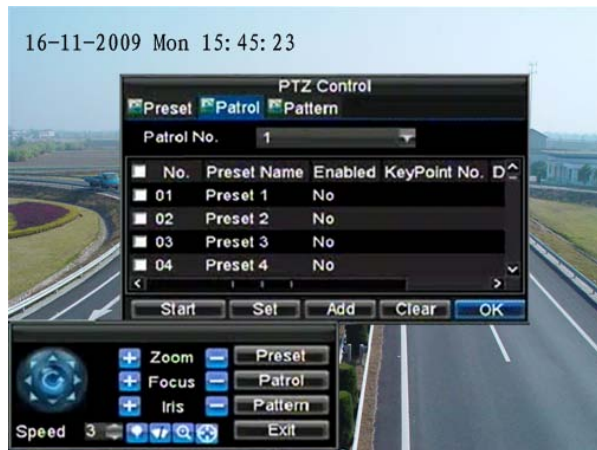 16-11-2009 Mon 15:45:23
PTZ Control
Preset Patrol Pattern
Patrol No. 1
No. Preset Name Enabled KeyPoint No. D
01 Preset 1 No
02 Preset 2 No
03 Preset 3 No
04 Preset 4 No
Start Set Add Clear OK
Zoom Preset
Focus Patrol
Iris Pattern
Speed 3 Exit